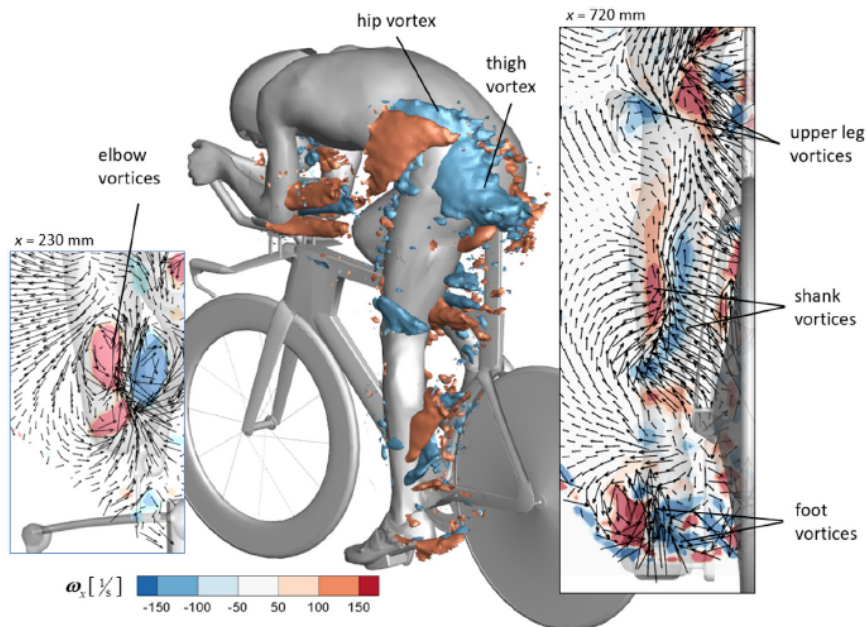 hip vortex
x = 720 mm
thigh
vortex
elbow
vortices
upper leg
vortices
x = 230 mm
shank
vortices
foot
vortices
ωx [1/s]
-150 -100 -50 50 100 150